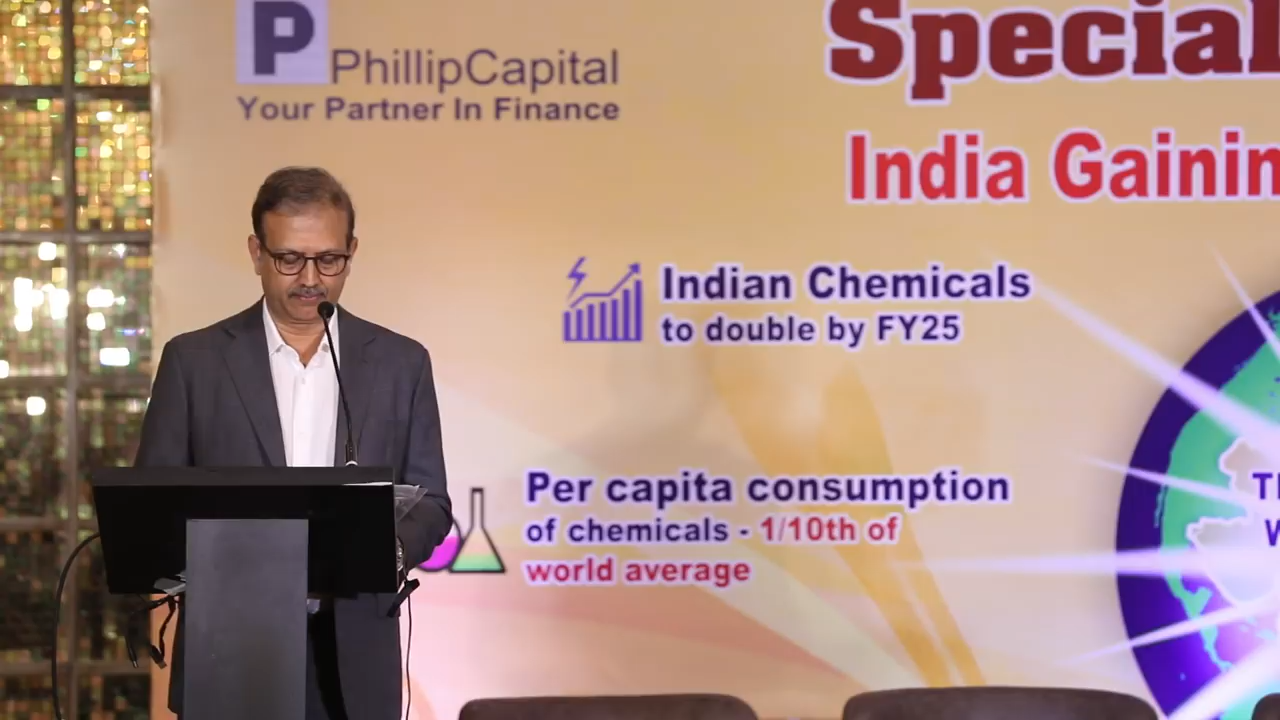 P PhillipCapital
Your Partner In Finance
Special
India Gainin
Indian Chemicals
to double by FY25
Per capita consumption
of chemicals - 1/10th of
world average